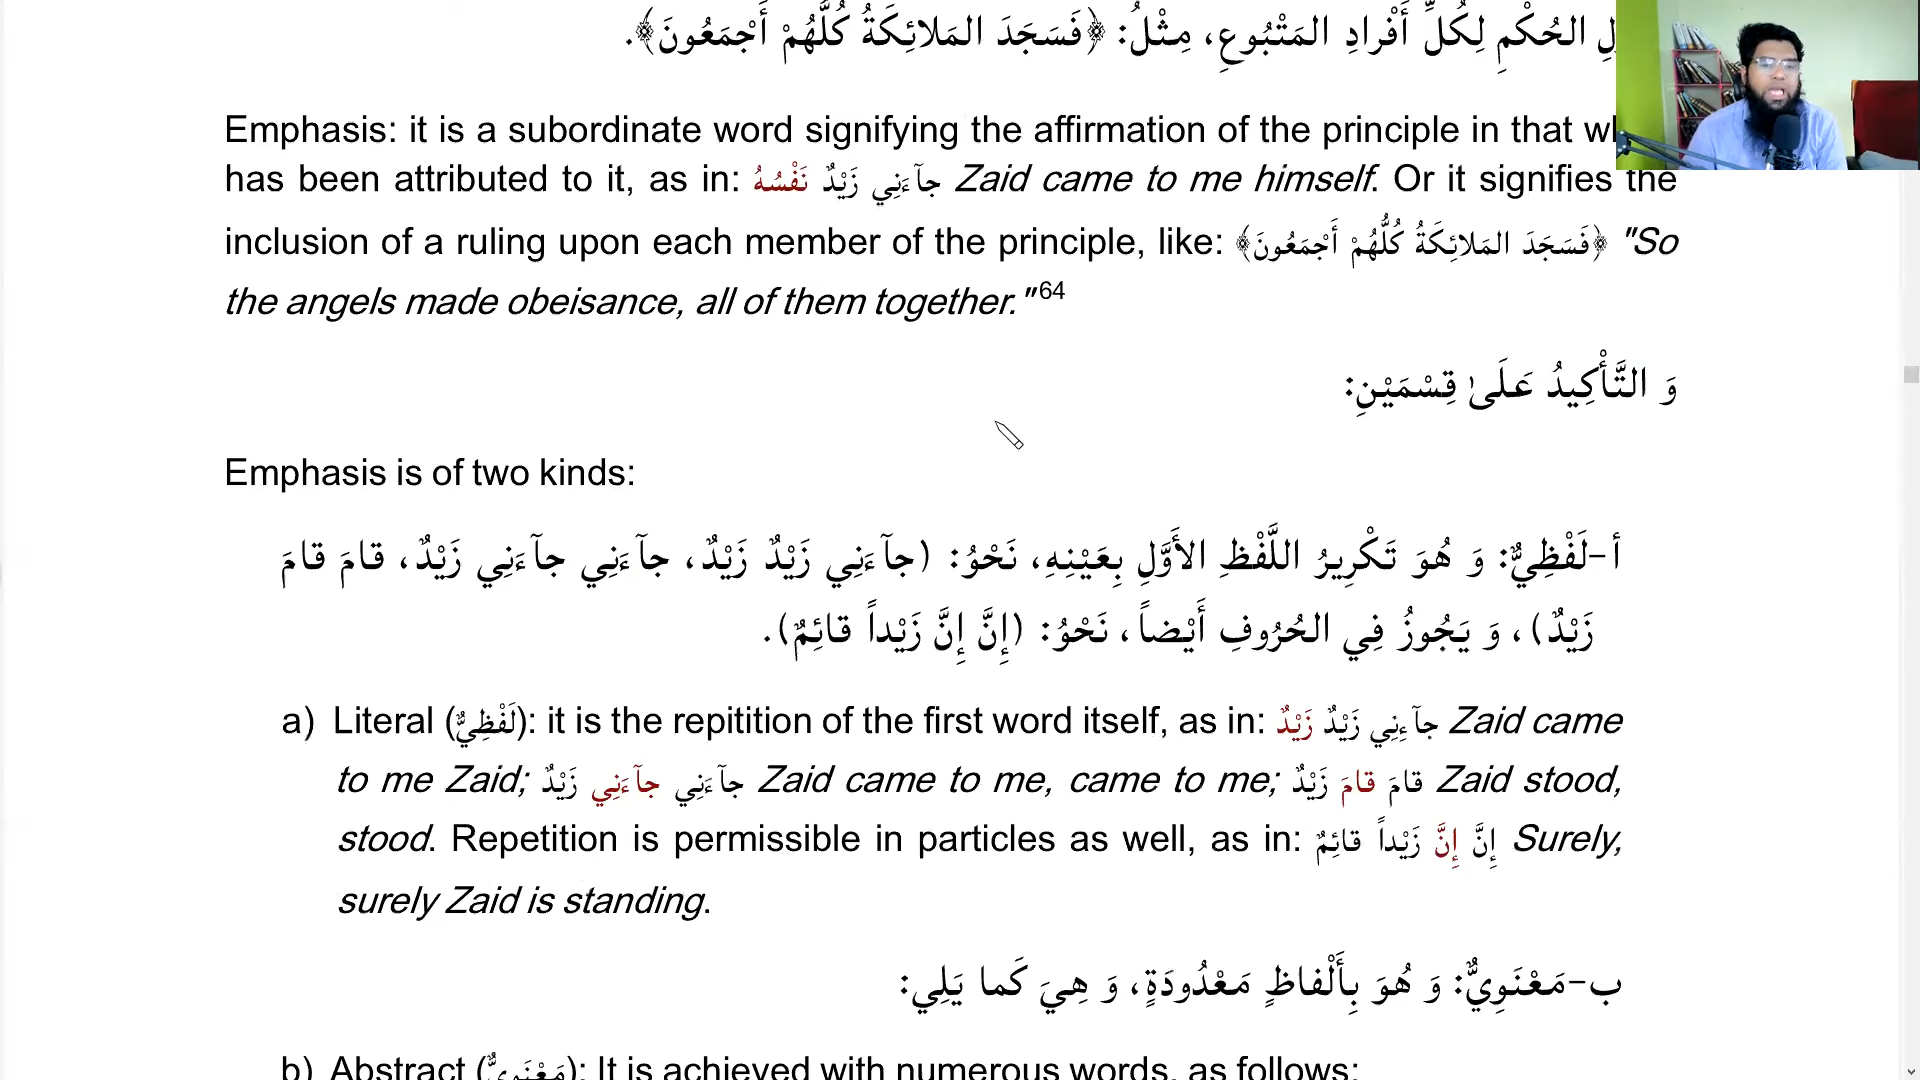 الحُكْمِ لِكُلِّ أَفْرادِ المَتْبُوعِ، مِثْلُ: ﴿فَسَجَدَ المَلائِكَةُ كُلُّهُمْ أَجْمَعُونَ﴾.
Emphasis: it is a subordinate word signifying the affirmation of the principle in that
has been attributed to it, as in: جآءَنِي زَيْدٌ نَفْسُهُ Zaid came to me himself. Or it signifies the
inclusion of a ruling upon each member of the principle, like: ﴿فَسَجَدَ المَلائِكَةُ كُلُّهُمْ أَجْمَعُونَ﴾ "So
the angels made obeisance, all of them together."64
وَ التَّأْكِيدُ عَلَىٰ قِسْمَيْنِ:
Emphasis is of two kinds:
أ-لَفْظِيٌّ: وَ هُوَ تَكْرِيرُ اللَّفْظِ الأَوَّلِ بِعَيْنِهِ، نَحْوُ: (جآءَنِي زَيْدٌ زَيْدٌ، جآءَنِي جآءَنِي زَيْدٌ، قامَ قامَ
زَيْدٌ)، وَ يَجُوزُ فِي الحُرُوفِ أَيْضاً، نَحْوُ: (إِنَّ إِنَّ زَيْداً قائِمٌ).
a) Literal (لَفْظِيٌّ): it is the repitition of the first word itself, as in: جآءِنِي زَيْدٌ زَيْدٌ Zaid came
to me Zaid; جآءَنِي جآءَنِي زَيْدٌ Zaid came to me, came to me; قامَ قامَ زَيْدٌ Zaid stood,
stood. Repetition is permissible in particles as well, as in: إِنَّ إِنَّ زَيْداً قائِمٌ Surely,
surely Zaid is standing.
ب-مَعْنَوِيٌّ: وَ هُوَ بِأَلْفاظٍ مَعْدُودَةٍ، وَ هِيَ كَما يَلِي:
b) Abstract (مَعْنَوِيٌّ): It is achieved with numerous words, as follows: